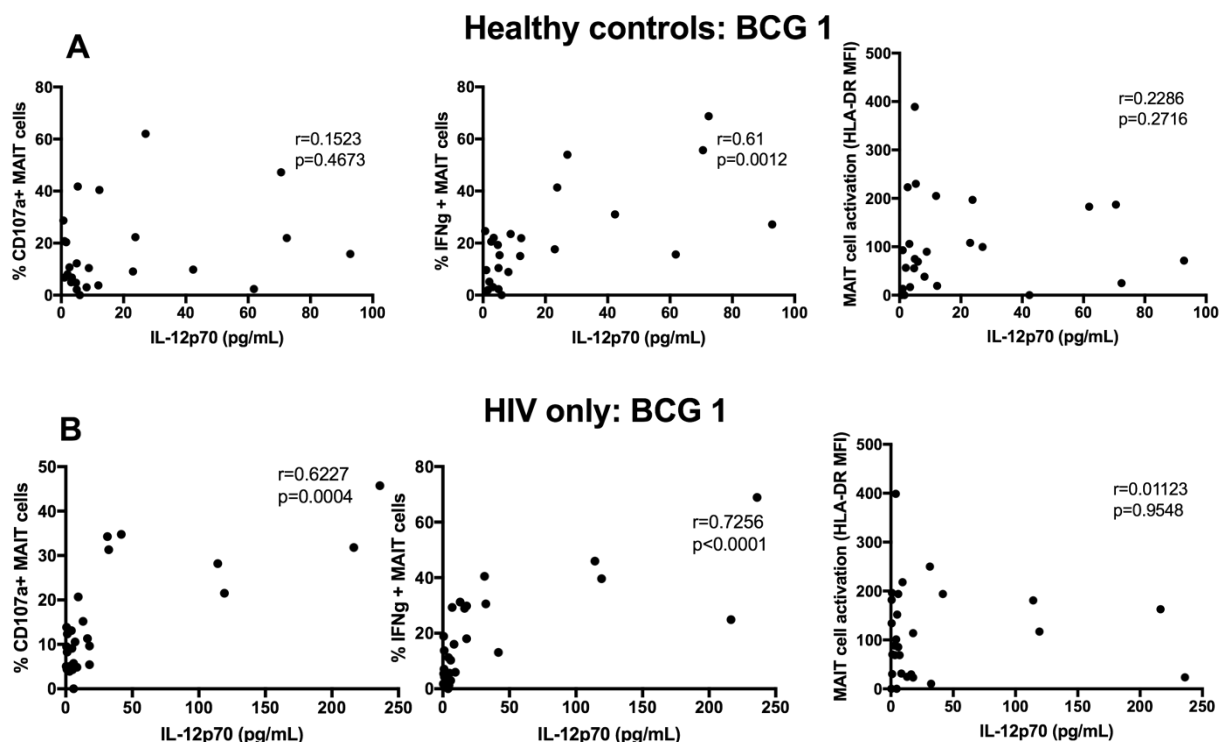 Healthy controls: BCG 1
A
% CD107a+ MAIT cells
80
60
40
20
0
0 20 40 60 80 100
IL-12p70 (pg/mL)
r=0.1523
p=0.4673
% IFNg + MAIT cells
80
60
40
20
0
0 20 40 60 80 100
IL-12p70 (pg/mL)
r=0.61
p=0.0012
MAIT cell activation (HLA-DR MFI)
500
400
300
200
100
0
0 20 40 60 80 100
IL-12p70 (pg/mL)
r=0.2286
p=0.2716
HIV only: BCG 1
B
% CD107a+ MAIT cells
50
40
30
20
10
0
0 50 100 150 200 250
IL-12p70 (pg/mL)
r=0.6227
p=0.0004
% IFNg + MAIT cells
80
60
40
20
0
0 50 100 150 200 250
IL-12p70 (pg/mL)
r=0.7256
p<0.0001
MAIT cell activation (HLA-DR MFI)
500
400
300
200
100
0
0 50 100 150 200 250
IL-12p70 (pg/mL)
r=0.01123
p=0.9548